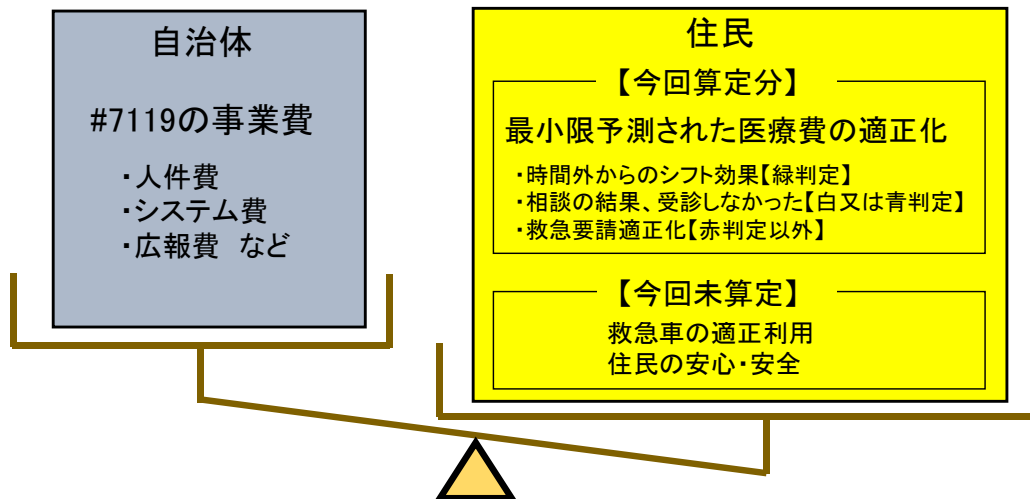 自治体
#7119の事業費
・人件費
・システム費
・広報費　など
住民
【今回算定分】
最小限予測された医療費の適正化
・時間外からのシフト効果【緑判定】
・相談の結果、受診しなかった【白又は青判定】
・救急要請適正化【赤判定以外】
【今回未算定】
救急車の適正利用
住民の安心・安全